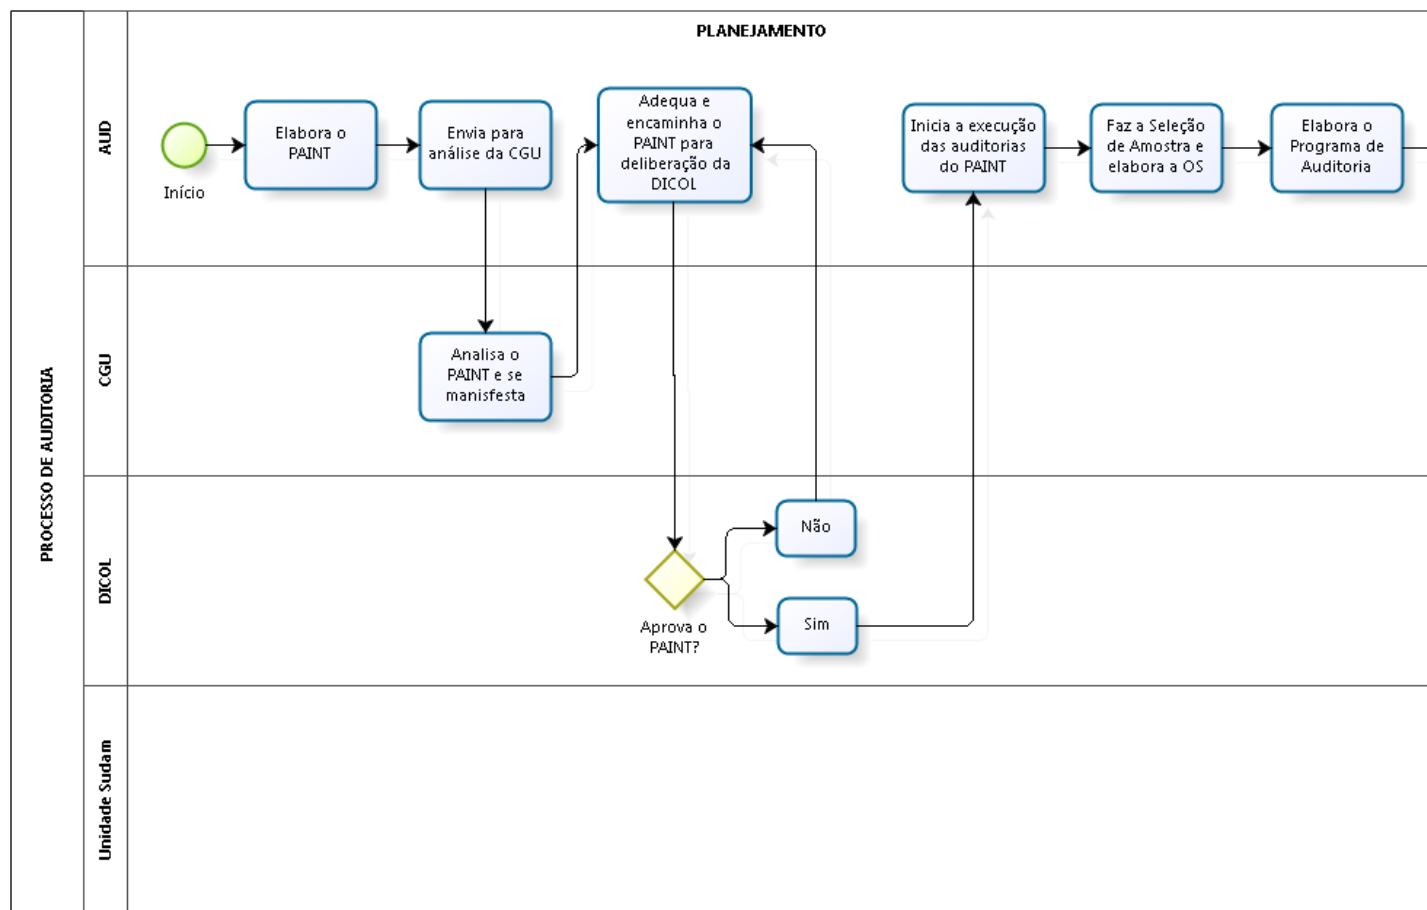 PLANEJAMENTO
PROCESSO DE AUDITORIA
AUD
Início
Elabora o
PAINT
Envia para
análise da CGU
Adequa e
encaminha o
PAINT para
deliberação da
DICOL
Inicia a execução
das auditorias
do PAINT
Faz a Seleção
de Amostra e
elabora a OS
Elabora o
Programa de
Auditoria
CGU
Analisa o
PAINT e se
manisfesta
DICOL
Aprova o
PAINT?
Não
Sim
Unidade Sudam